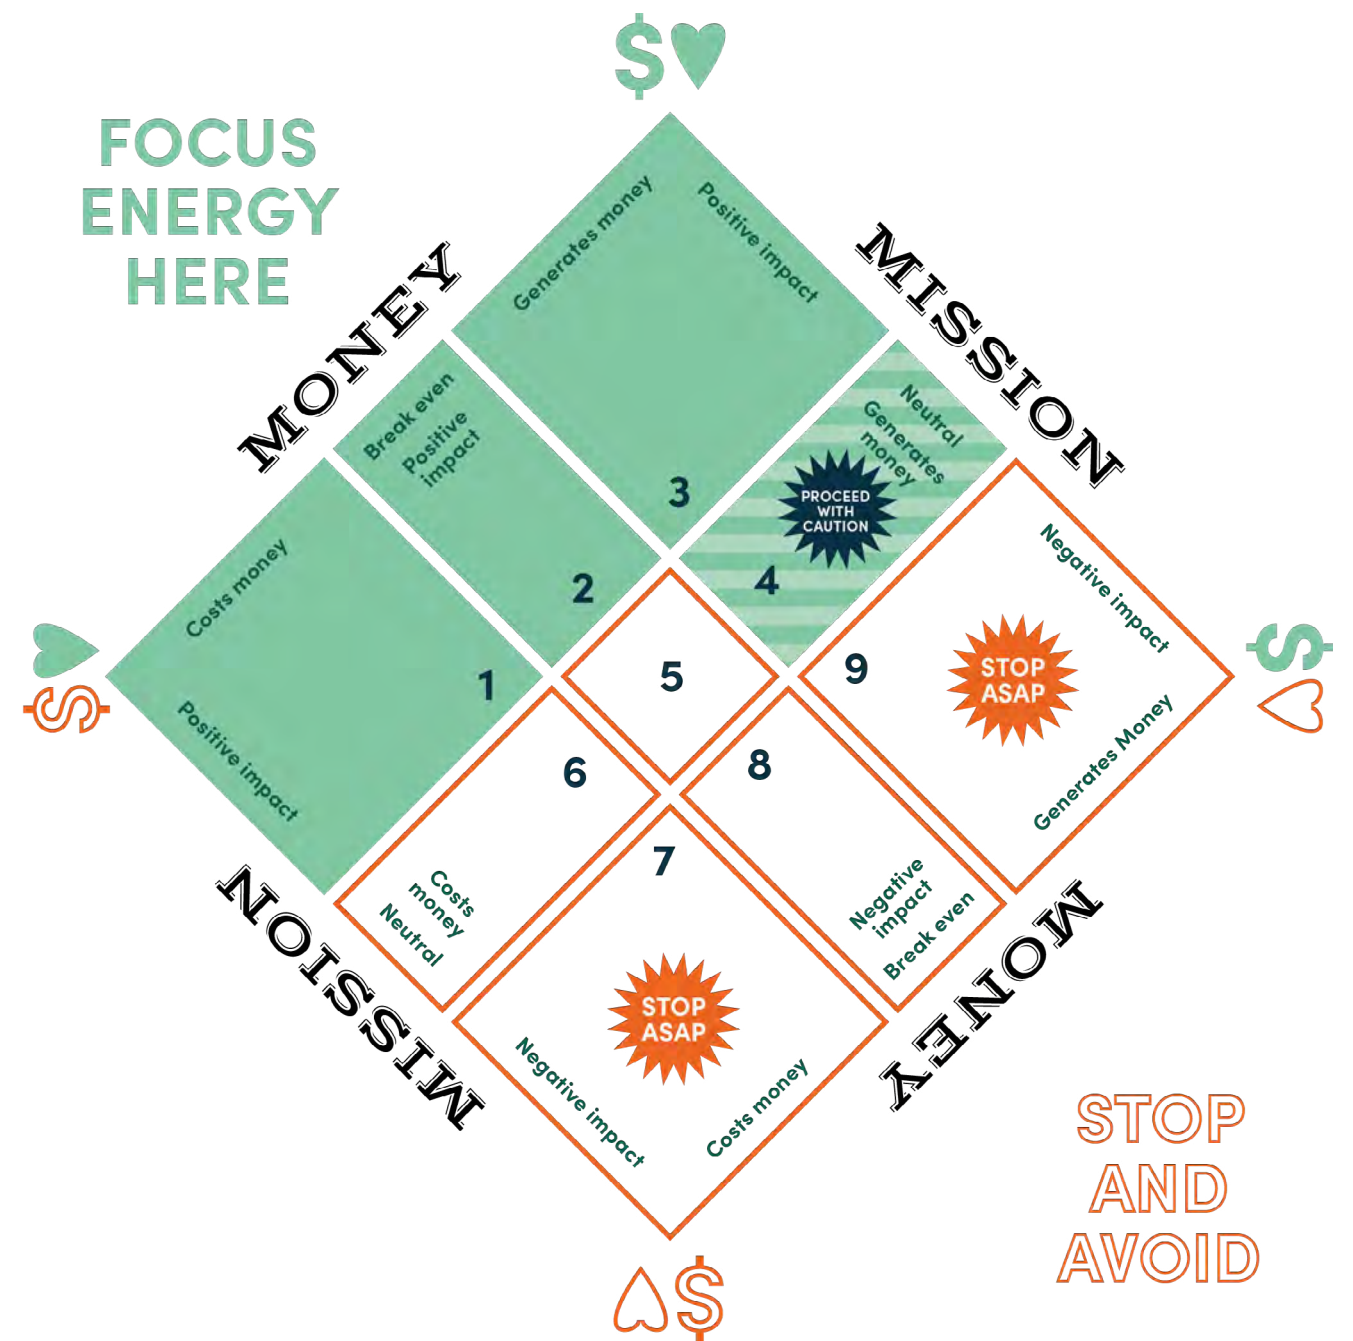 $
FOCUS
ENERGY
HERE
MONEY
MISSION
Generates money
Positive impact
3
Break even
Positive
impact
2
Neutral
Generates
money
PROCEED
WITH
CAUTION
4
Costs money
Positive impact
1
$
5
9
STOP
ASAP
Negative impact
Generates Money
$
6
Costs
money
Neutral
8
Negative
impact
Break even
7
STOP
ASAP
Negative impact
Costs money
MISSION
MONEY
STOP
AND
AVOID
$